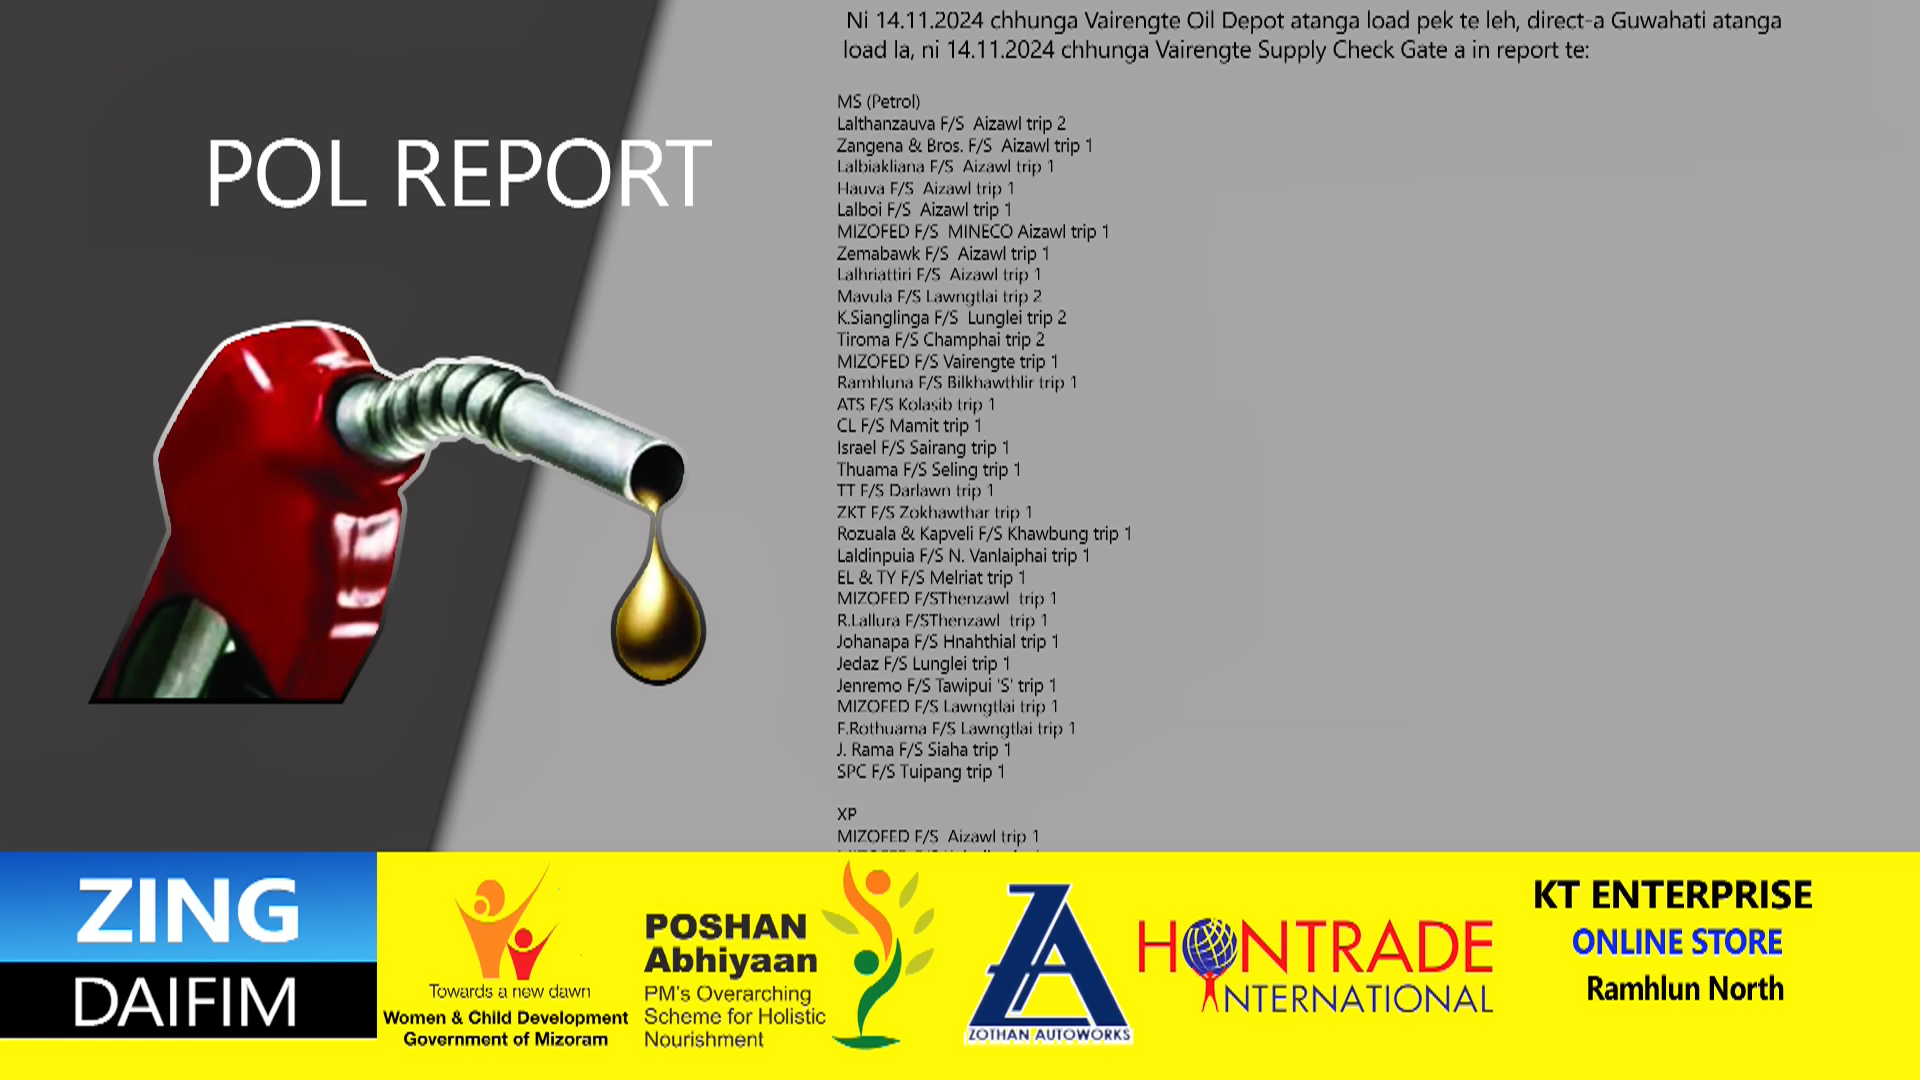 Ni 14.11.2024 chhunga Vairengte Oil Depot atanga load pek te leh, direct-a Guwahati atanga
load la, ni 14.11.2024 chhunga Vairengte Supply Check Gate a in report te:
POL REPORT
MS (Petrol)
Lalthanzauva F/S Aizawl trip 2
Zangena & Bros. F/S Aizawl trip 1
Lalbiakliana F/S Aizawl trip 1
Hauva F/S Aizawl trip 1
Lalboi F/S Aizawl trip 1
MIZOFED F/S MINECO Aizawl trip 1
Zemabawk F/S Aizawl trip 1
Lalhriattiri F/S Aizawl trip 1
Mavula F/S Lawngtlai trip 2
K.Sianglinga F/S Lunglei trip 2
Tiroma F/S Champhai trip 2
MIZOFED F/S Vairengte trip 1
Ramhluna F/S Bilkhawthlir trip 1
ATS F/S Kolasib trip 1
CL F/S Mamit trip 1
Israel F/S Sairang trip 1
Thuama F/S Seling trip 1
TT F/S Darlawn trip 1
ZKT F/S Zokhawthar trip 1
Rozuala & Kapveli F/S Khawbung trip 1
Laldinpuia F/S N. Vanlaiphai trip 1
EL & TY F/S Melriat trip 1
MIZOFED F/SThenzawl trip 1
R.Lallura F/SThenzawl trip 1
Johanapa F/S Hnahthial trip 1
Jedaz F/S Lunglei trip 1
Jenremo F/S Tawipui 'S' trip 1
MIZOFED F/S Lawngtlai trip 1
F.Rothuama F/S Lawngtlai trip 1
J. Rama F/S Siaha trip 1
SPC F/S Tuipang trip 1
XP
MIZOFED F/S Aizawl trip 1
ZING
DAIFIM
Towards a new dawn
Women & Child Development
Government of Mizoram
POSHAN
Abhiyaan
PM's Overarching
Scheme for Holistic
Nourishment
ZA
ZOTHAN AUTOWORKS
HONTRADE
INTERNATIONAL
KT ENTERPRISE
ONLINE STORE
Ramhlun North